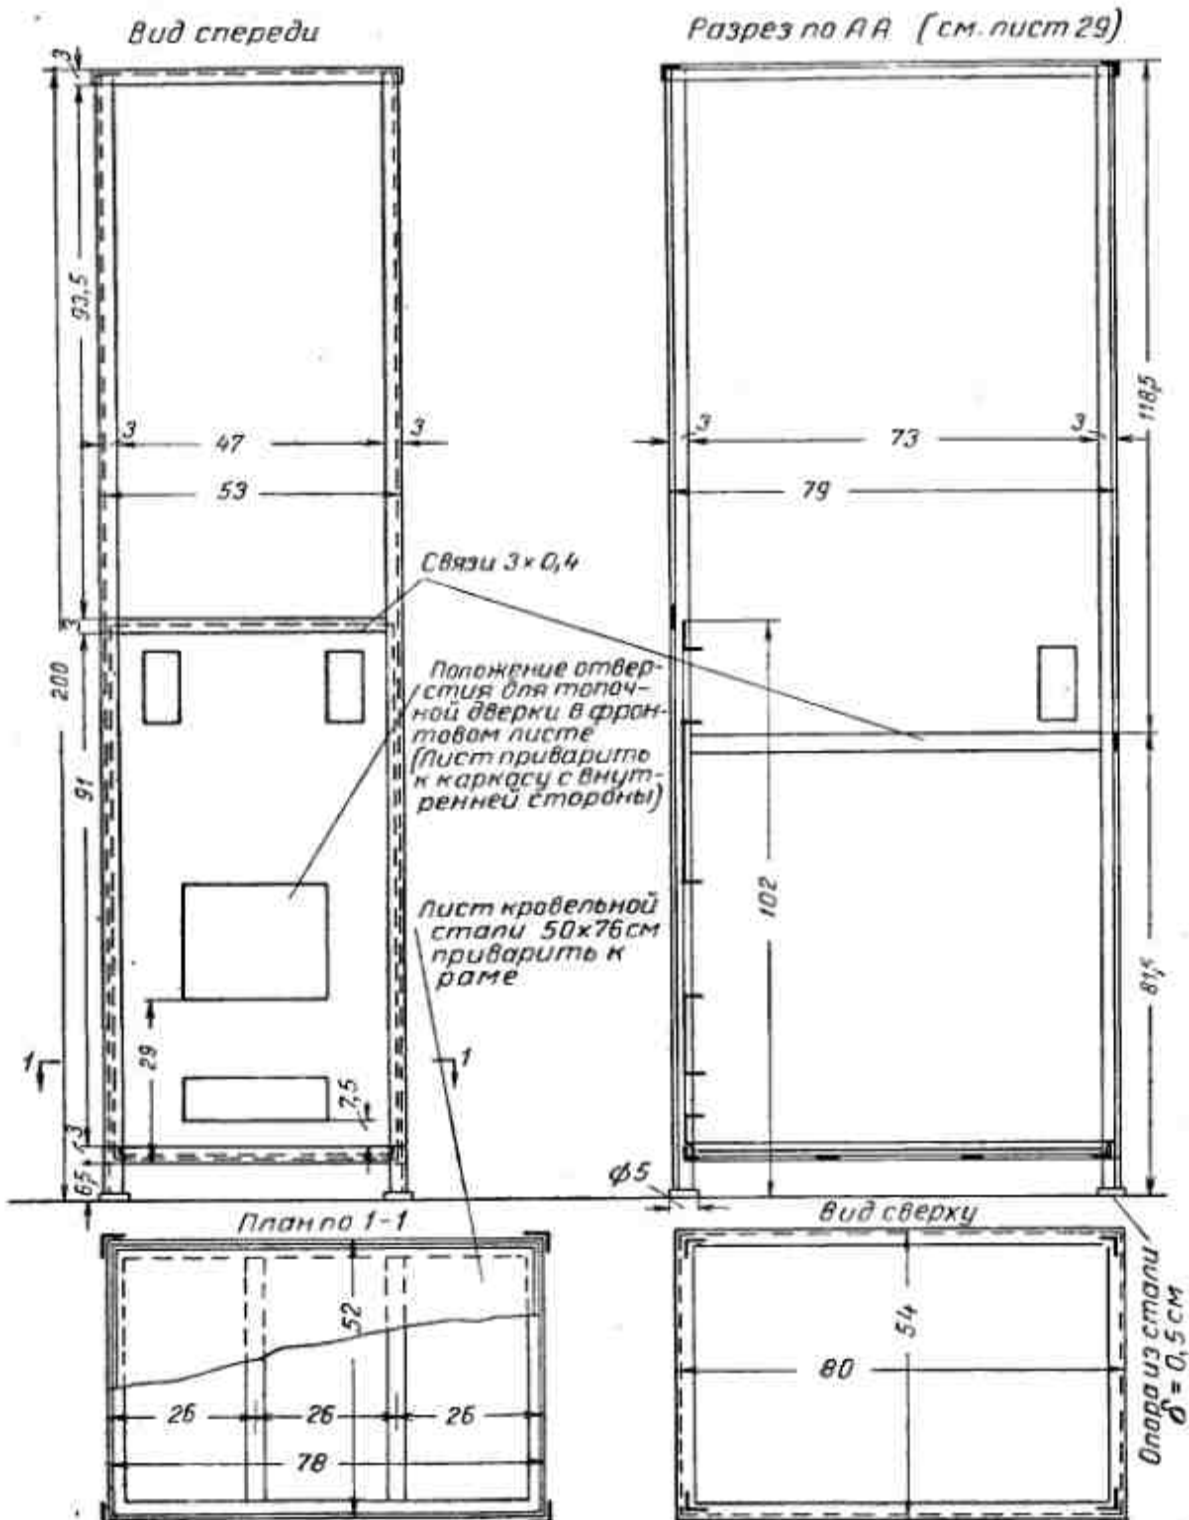 Вид спереди
Разрез по АА (см. лист 29)
3
93,5
3
47
3
53
3
73
3
79
118,5
Связи 3×0,4
3
200
91
Положение отвер-
стия для топоч-
ной дверки в фрон-
товом листе
(Лист приварить
к каркасу с внут-
ренней стороны)
102
81,5
Лист кровельной
стали 50×76см
приварить к
раме
1
1
29
7,5
3
6,5
ϕ5
План по 1-1
Вид сверху
52
26
26
26
78
54
80
Опора из стали
δ = 0,5 см